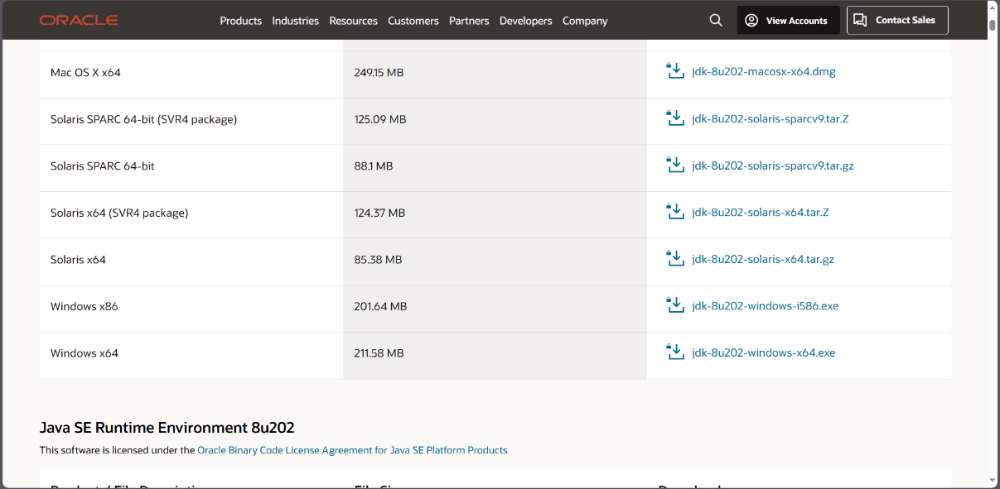 ORACLE Products Industries Resources Customers Partners Developers Company View Accounts Contact Sales
Mac OS X x64 249.15 MB jdk-8u202-macosx-x64.dmg
Solaris SPARC 64-bit (SVR4 package) 125.09 MB jdk-8u202-solaris-sparcv9.tar.Z
Solaris SPARC 64-bit 88.1 MB jdk-8u202-solaris-sparcv9.tar.gz
Solaris x64 (SVR4 package) 124.37 MB jdk-8u202-solaris-x64.tar.Z
Solaris x64 85.38 MB jdk-8u202-solaris-x64.tar.gz
Windows x86 201.64 MB jdk-8u202-windows-i586.exe
Windows x64 211.58 MB jdk-8u202-windows-x64.exe
Java SE Runtime Environment 8u202
This software is licensed under the Oracle Binary Code License Agreement for Java SE Platform Products